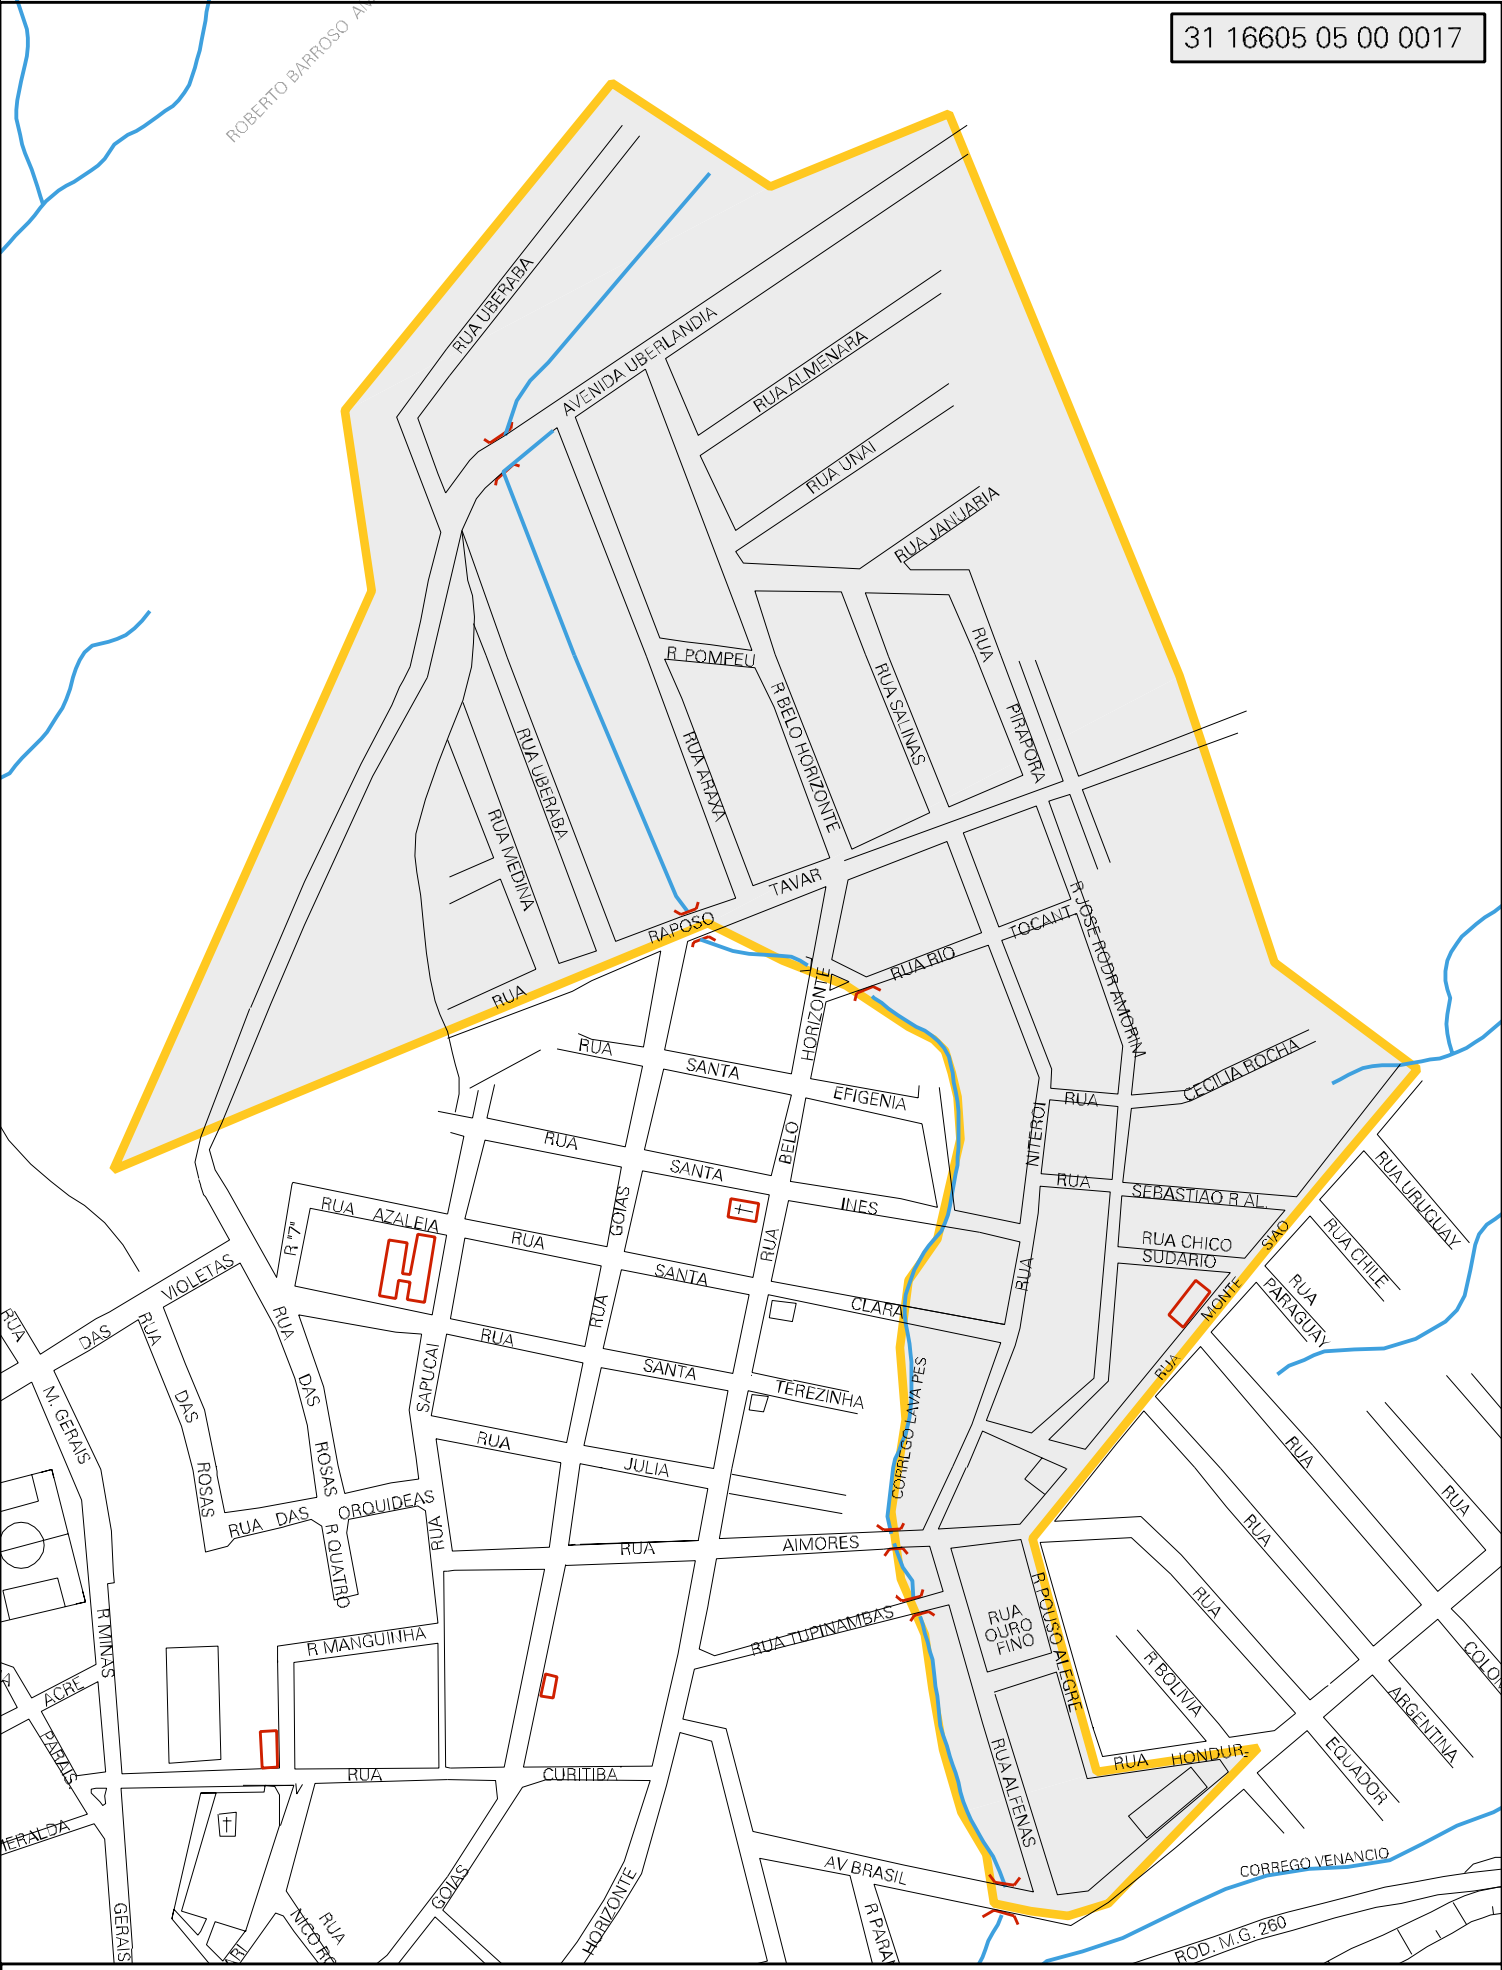 31 16605 05 00 0017
ROBERTO BARROSO
RUA UBERABA
AVENIDA UBERLANDIA
RUA ALMENARA
RUA UNAI
RUA JANUARIA
R POMPEU
RUA
PIRAPORA
RUA SALINAS
R BELO HORIZONTE
RUA ARAXA
RUA UBERABA
RUA MEDINA
TAVAR
RAPOSO
RUA
R JOSE RODR AMORIM
TOCANT
RUA RIO
HORIZONTE
RUA
SANTA
EFIGENIA
CECILIA ROCHA
RUA
NITEROI
BELO
RUA
SANTA
INES
RUA
SEBASTIAO R AL.
RUA URUGUAY
RUA CHILE
RUA
PARAGUAY
RUA CHICO
SUDARIO
SIAO
MONTE
RUA
RUA AZALEIA
R "7"
GOIAS
RUA
SANTA
RUA
CLARA
RUA
RUA
VIOLETAS
DAS
RUA
RUA
DAS
ROSAS
RUA
DAS
ROSAS
RUA
M. GERAIS
SAPUCAI
RUA
RUA
SANTA
TEREZINHA
CORREGO LAVA PES
RUA
JULIA
RUA DAS ORQUIDEAS
R QUATRO
RUA
AIMORES
RUA
RUA
RUA
RUA
R POUSO ALEGRE
RUA
OURO
FINO
RUA TUPINAMBAS
R MANGUINHA
R MINAS
ACRE
PARAIS
R BOLIVIA
ARGENTINA
EQUADOR
RUA HONDUR-
RUA ALFENAS
RUA
CURITIBA
AV BRASIL
CORREGO VENANCIO
ROD. M.G. 260
GOIAS
HORIZONTE
RUA
GERAIS